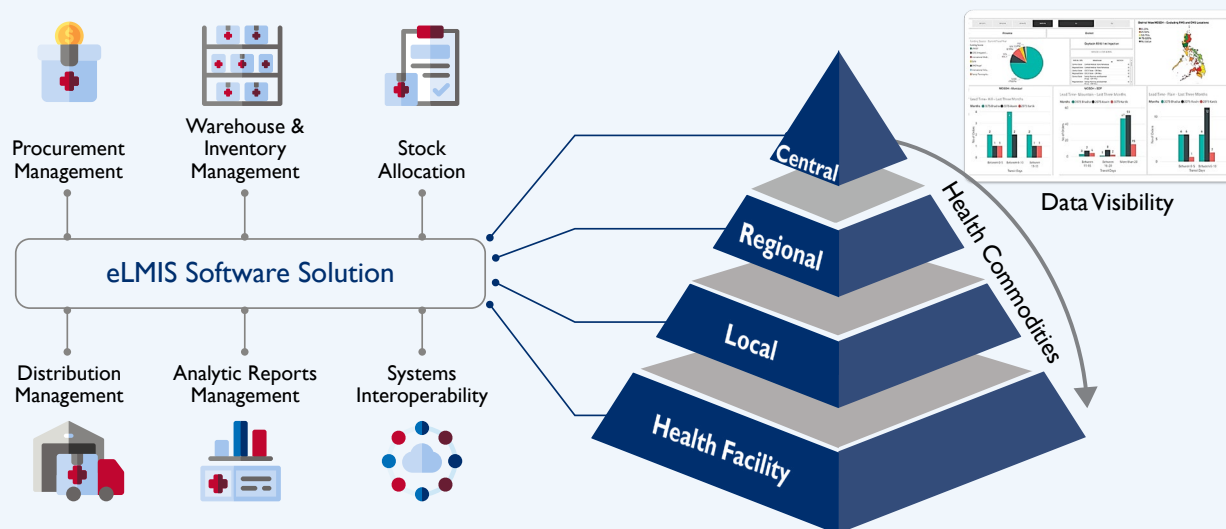 Procurement
Management
Warehouse &
Inventory
Management
Stock
Allocation
eLMIS Software Solution
Distribution
Management
Analytic Reports
Management
Systems
Interoperability
Central
Regional
Local
Health Facility
Health Commodities
Data Visibility